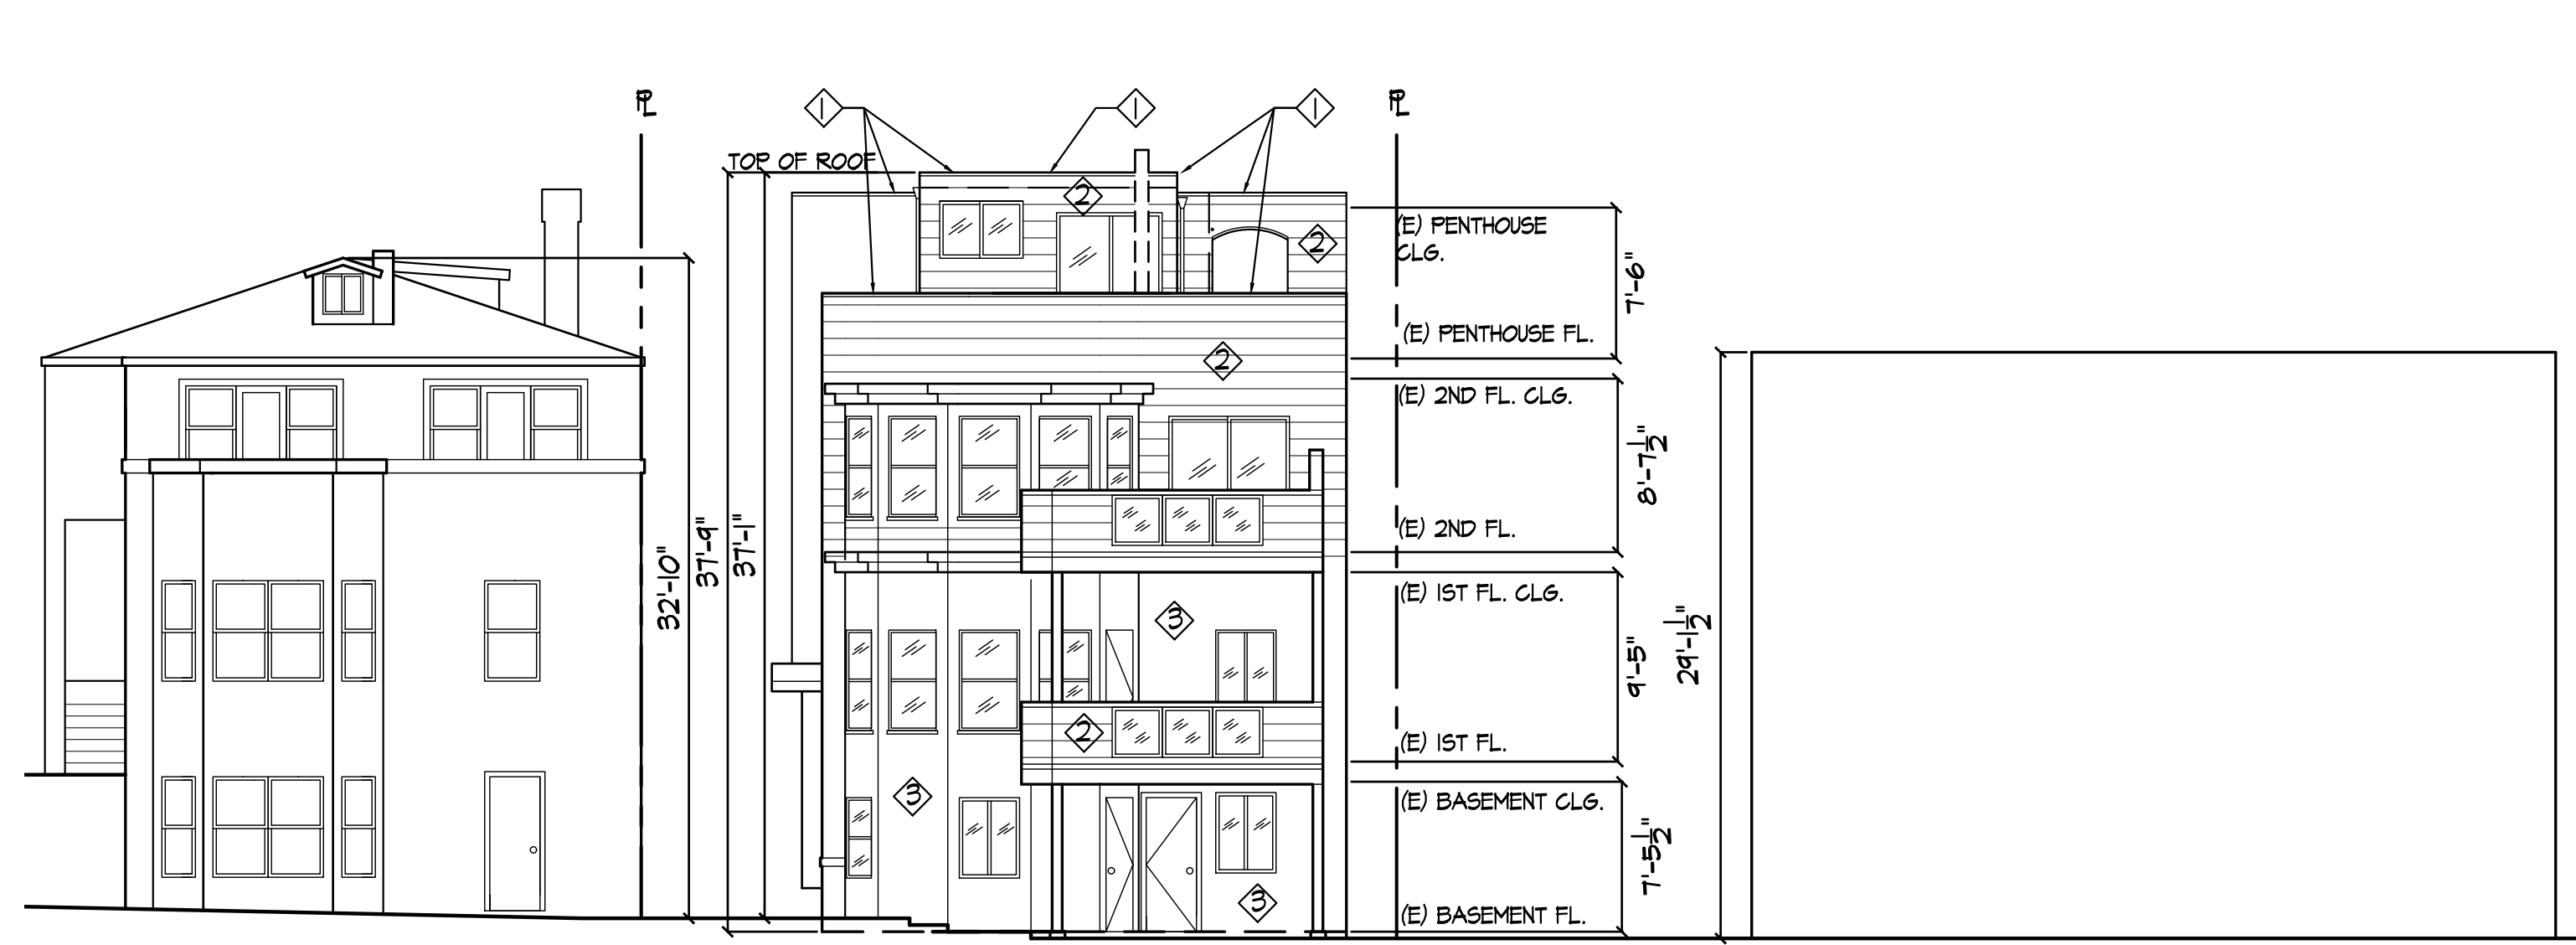 PL
PL
1
1
1
TOP OF ROOF
2
2
(E) PENTHOUSE
CLG.
7'-6"
(E) PENTHOUSE FL.
2
(E) 2ND FL. CLG.
8'-7 1/2"
(E) 2ND FL.
32'-10"
37'-9"
37'-1"
(E) 1ST FL. CLG.
3
9'-5"
29'-1 1/2"
2
(E) 1ST FL.
3
(E) BASEMENT CLG.
7'-5 1/2"
3
(E) BASEMENT FL.